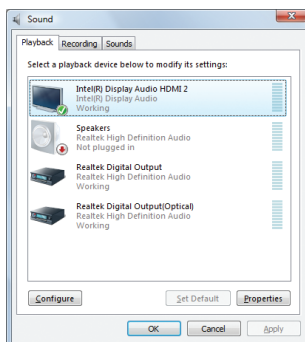 Sound
Playback Recording Sounds
Select a playback device below to modify its settings:
Intel(R) Display Audio HDMI 2
Intel(R) Display Audio
Working
Speakers
Realtek High Definition Audio
Not plugged in
Realtek Digital Output
Realtek High Definition Audio
Working
Realtek Digital Output(Optical)
Realtek High Definition Audio
Working
Configure Set Default Properties
OK Cancel Apply